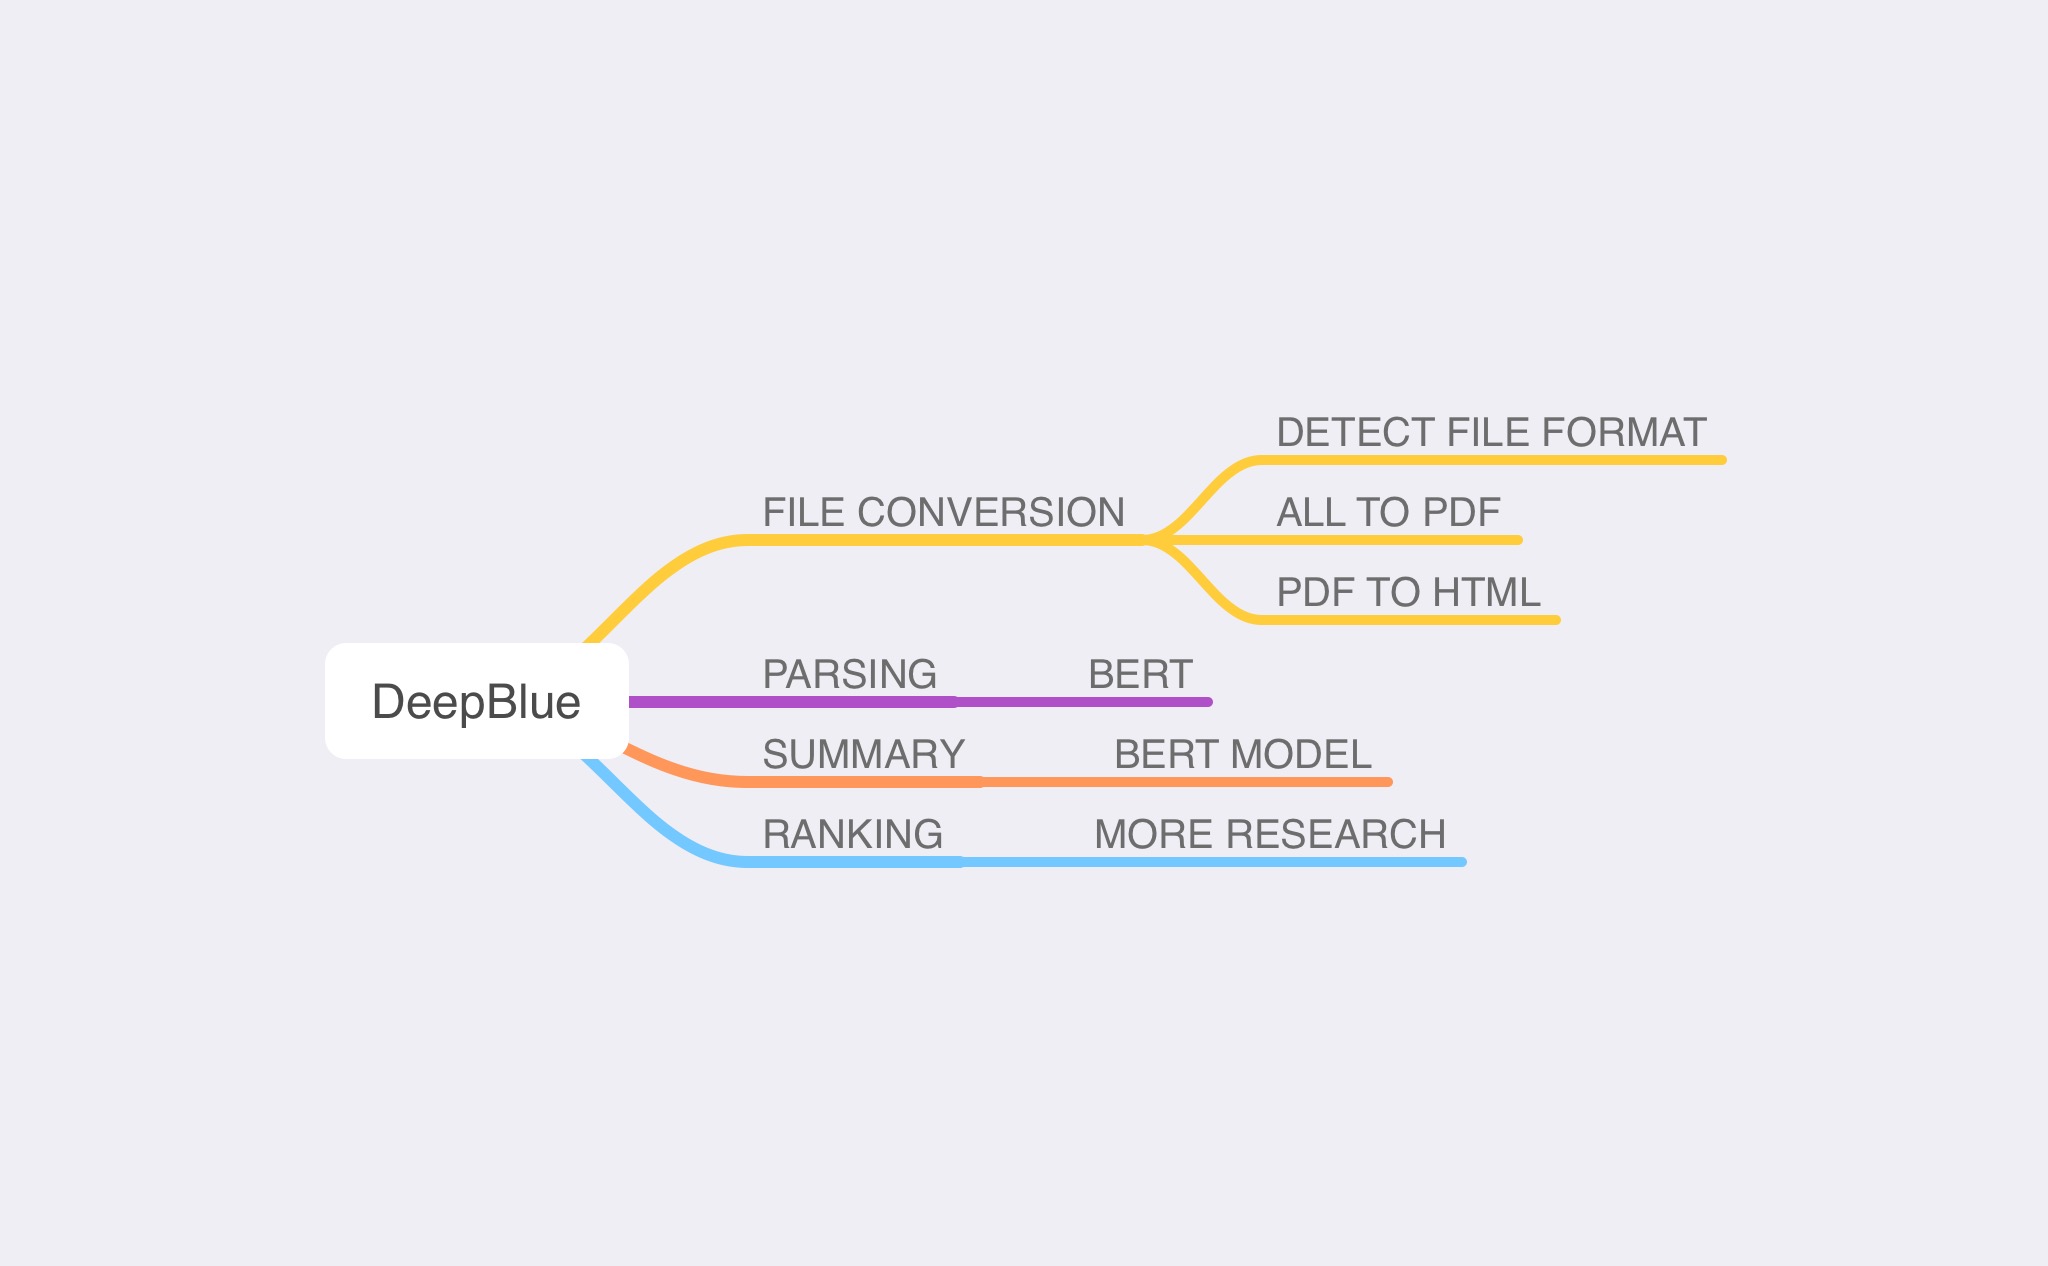 DeepBlue
FILE CONVERSION
DETECT FILE FORMAT
ALL TO PDF
PDF TO HTML
PARSING
BERT
SUMMARY
BERT MODEL
RANKING
MORE RESEARCH